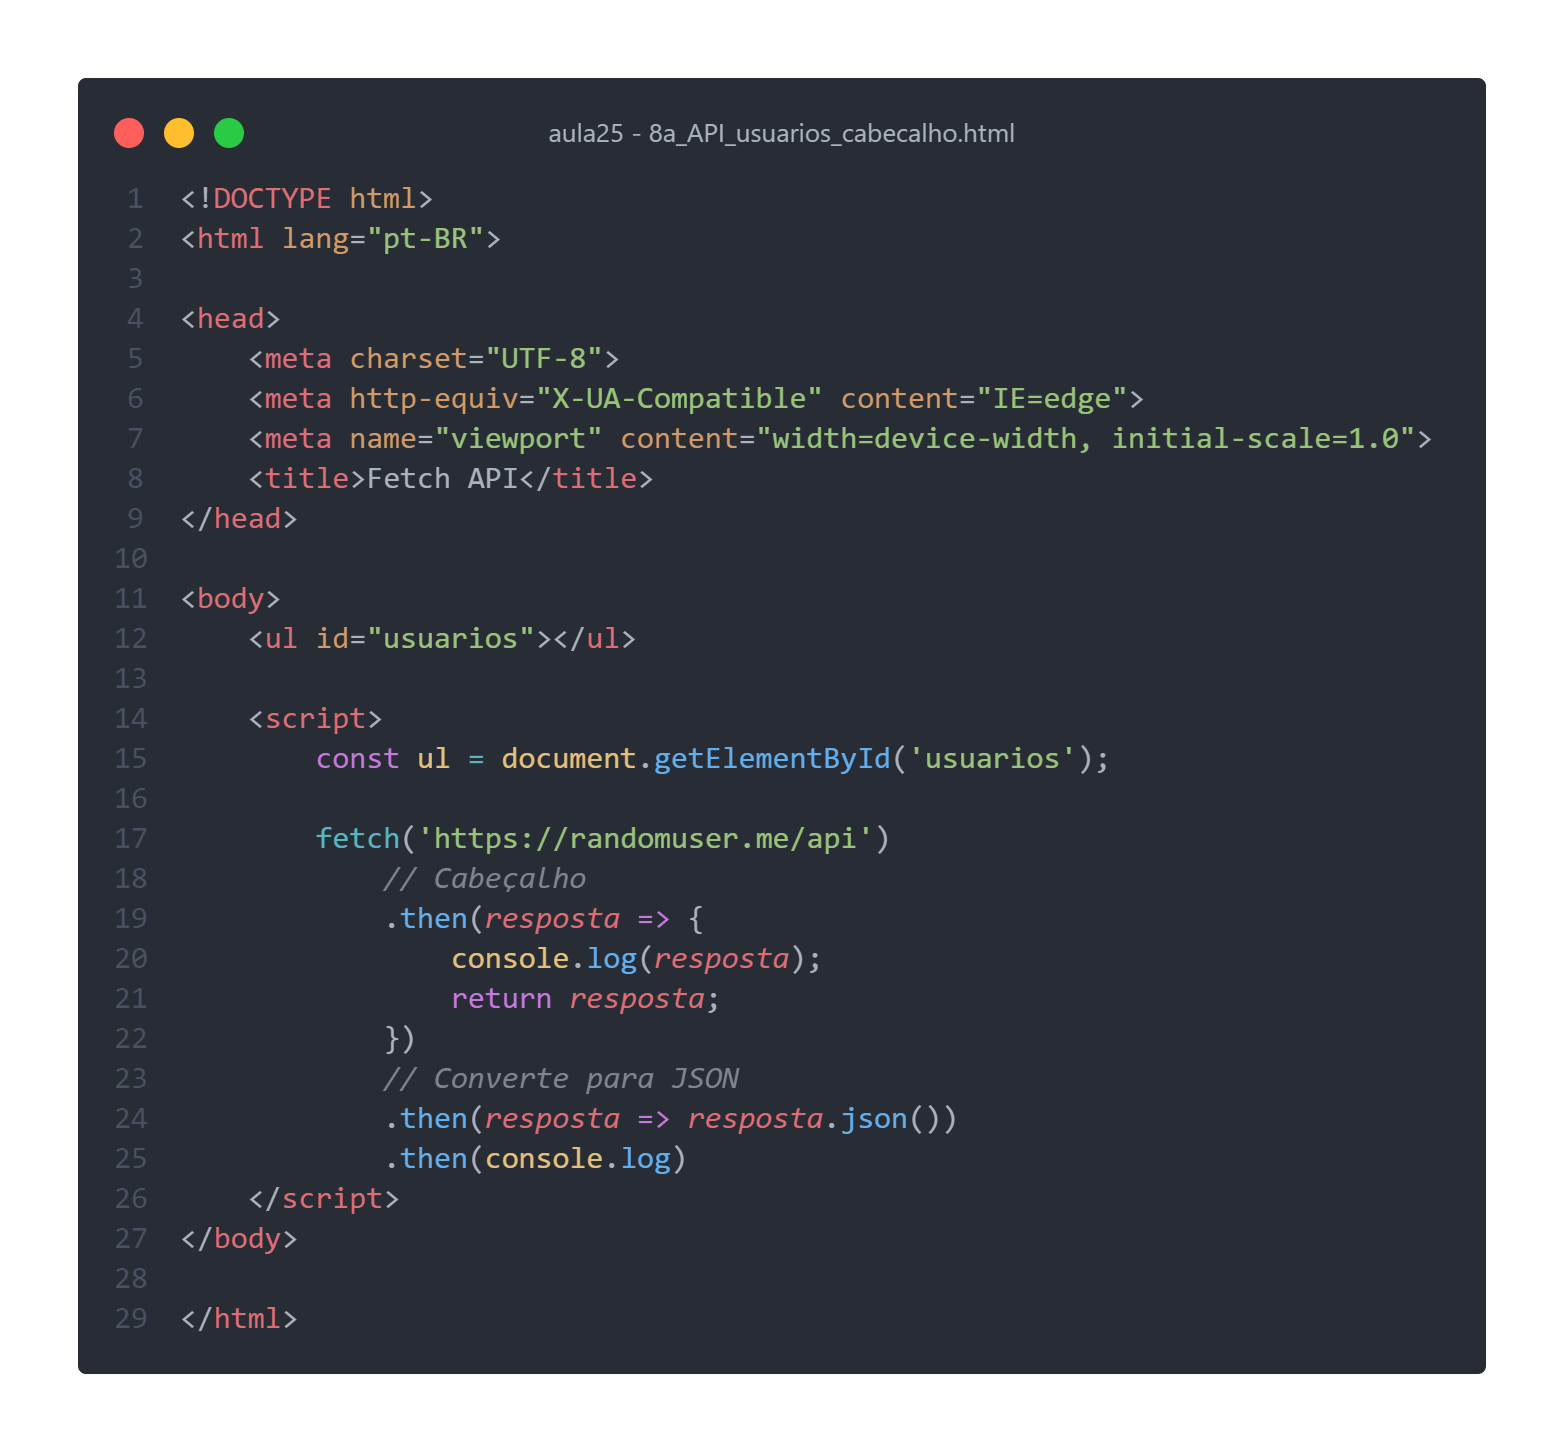 aula25 - 8a_API_usuarios_cabecalho.html
1 <!DOCTYPE html>
2 <html lang="pt-BR">
3
4 <head>
5     <meta charset="UTF-8">
6     <meta http-equiv="X-UA-Compatible" content="IE=edge">
7     <meta name="viewport" content="width=device-width, initial-scale=1.0">
8     <title>Fetch API</title>
9 </head>
10
11 <body>
12     <ul id="usuarios"></ul>
13
14     <script>
15         const ul = document.getElementById('usuarios');
16
17         fetch('https://randomuser.me/api')
18             // Cabeçalho
19             .then(resposta => {
20                 console.log(resposta);
21                 return resposta;
22             })
23             // Converte para JSON
24             .then(resposta => resposta.json())
25             .then(console.log)
26     </script>
27 </body>
28
29 </html>